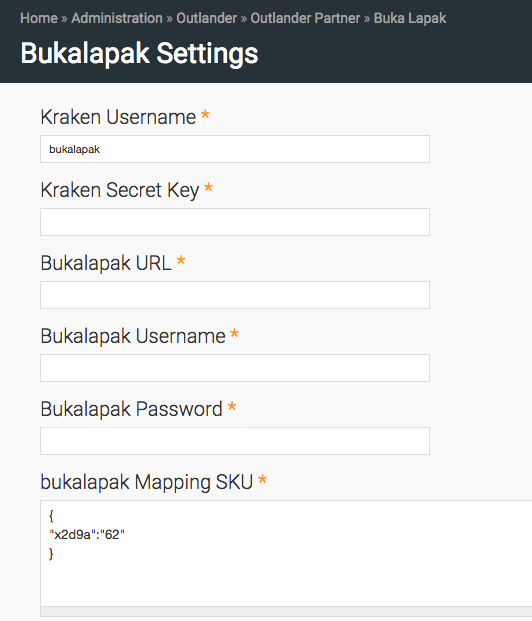 Home » Administration » Outlander » Outlander Partner » Buka Lapak
Bukalapak Settings
Kraken Username *
bukalapak
Kraken Secret Key *
Bukalapak URL *
Bukalapak Username *
Bukalapak Password *
bukalapak Mapping SKU *
{
"x2d9a":"62"
}